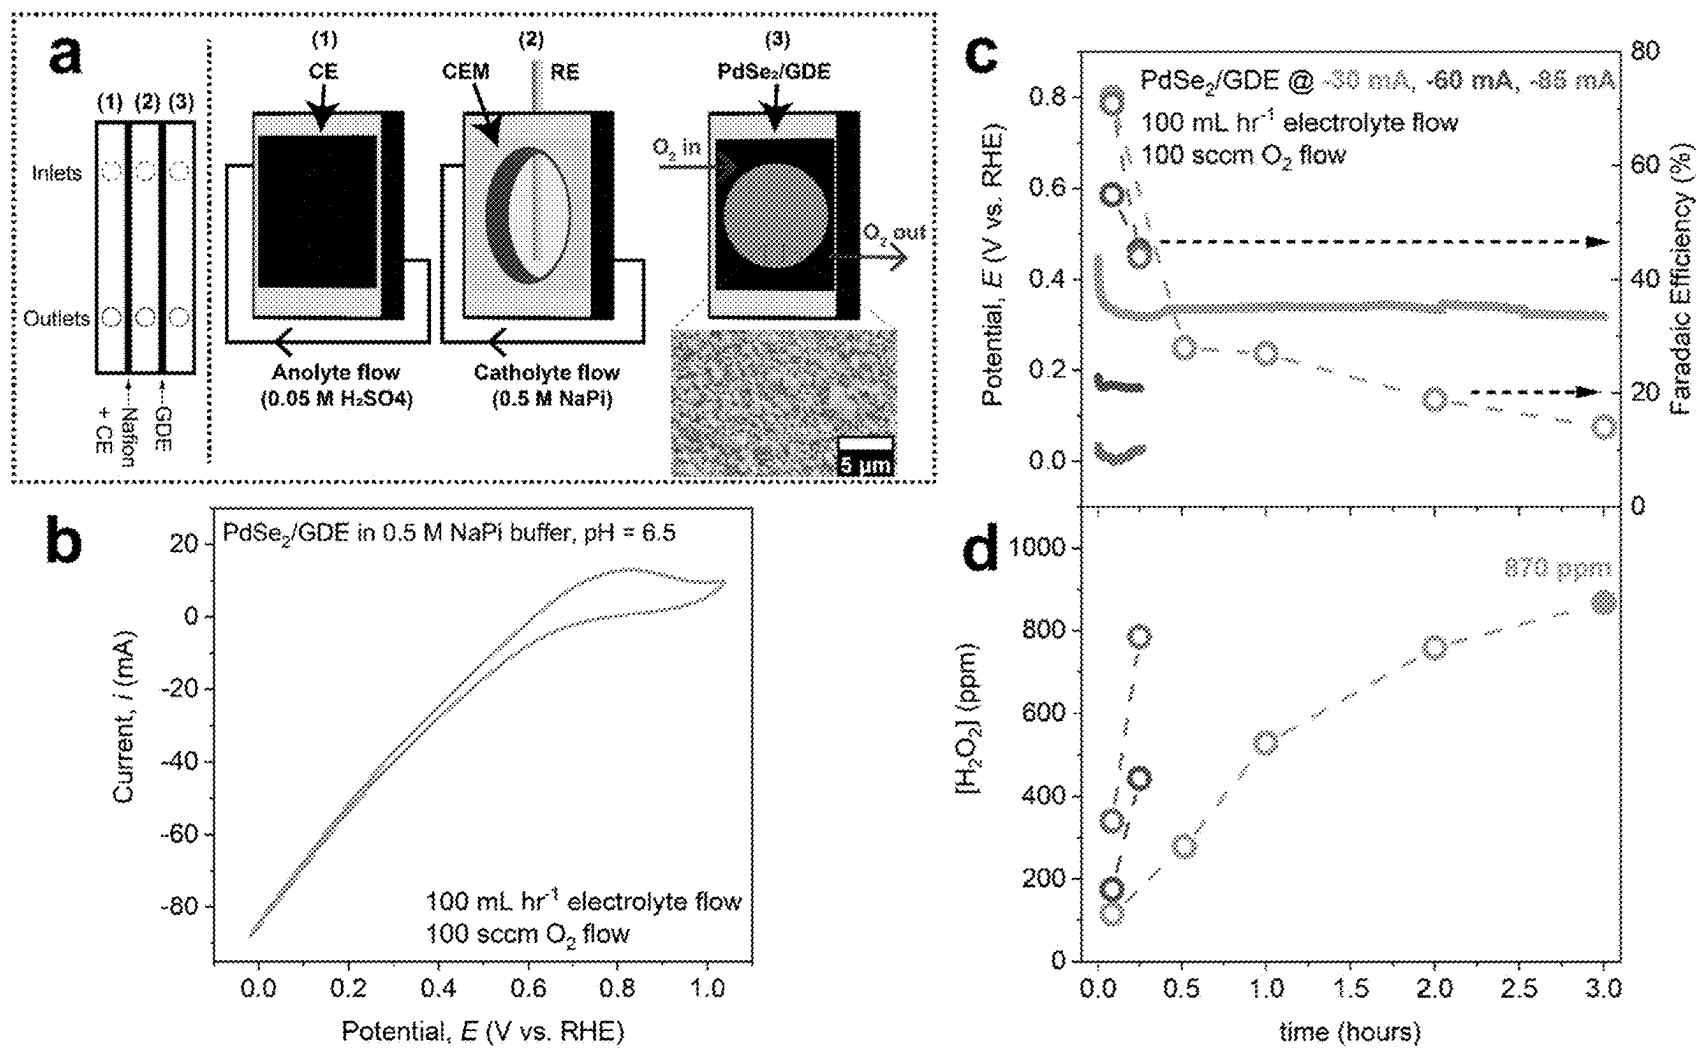 a
(1) (2) (3)
Inlets
Outlets
+ CE
Nafion
GDE
(1)
CE
Anolyte flow
(0.05 M H₂SO4)
(2)
CEM
RE
Catholyte flow
(0.5 M NaPi)
(3)
PdSe₂/GDE
O₂ in
O₂ out
5 µm
b
PdSe₂/GDE in 0.5 M NaPi buffer, pH = 6.5
20
0
-20
-40
-60
-80
Current, i (mA)
100 mL hr⁻¹ electrolyte flow
100 sccm O₂ flow
0.0 0.2 0.4 0.6 0.8 1.0
Potential, E (V vs. RHE)
c
PdSe₂/GDE @ -30 mA, -60 mA, -85 mA
100 mL hr⁻¹ electrolyte flow
100 sccm O₂ flow
0.8
0.6
0.4
0.2
0.0
Potential, E (V vs. RHE)
80
60
40
20
0
Faradaic Efficiency (%)
d
870 ppm
1000
800
600
400
200
0
[H₂O₂] (ppm)
0.0 0.5 1.0 1.5 2.0 2.5 3.0
time (hours)